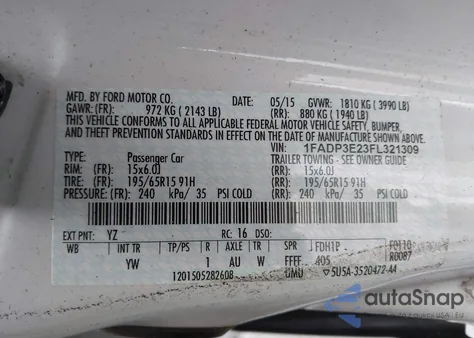 MFD. BY FORD MOTOR CO. DATE: 05/15 GVWR: 1810 KG (3990 LB)
GAWR: (FR): 972 KG (2143 LB) (RR): 880 KG (1940 LB)
THIS VEHICLE CONFORMS TO ALL APPLICABLE FEDERAL MOTOR VEHICLE SAFETY, BUMPER,
AND THEFT PREVENTION STANDARDS IN EFFECT ON THE DATE OF MANUFACTURE SHOWN ABOVE.
VIN: 1FADP3E23FL321309
TYPE: Passenger Car TRAILER TOWING - SEE OWNER GUIDE
RIM: (FR): 15x6.0J (RR): 15x6.0J
TIRE: (FR): 195/65R15 91H (RR): 195/65R15 91H
PRESSURE: (FR): 240 kPa/ 35 PSI COLD (RR): 240 kPa/ 35 PSI COLD
EXT PNT: YZ RC: 16 DSO:
WB BRK INT TR TP/PS R AXLE TR SPR FDH1P F0110
YW 1 AU W FFFF 405 R0087
1201505282608 5U5A-3520472-AA
autoSnap